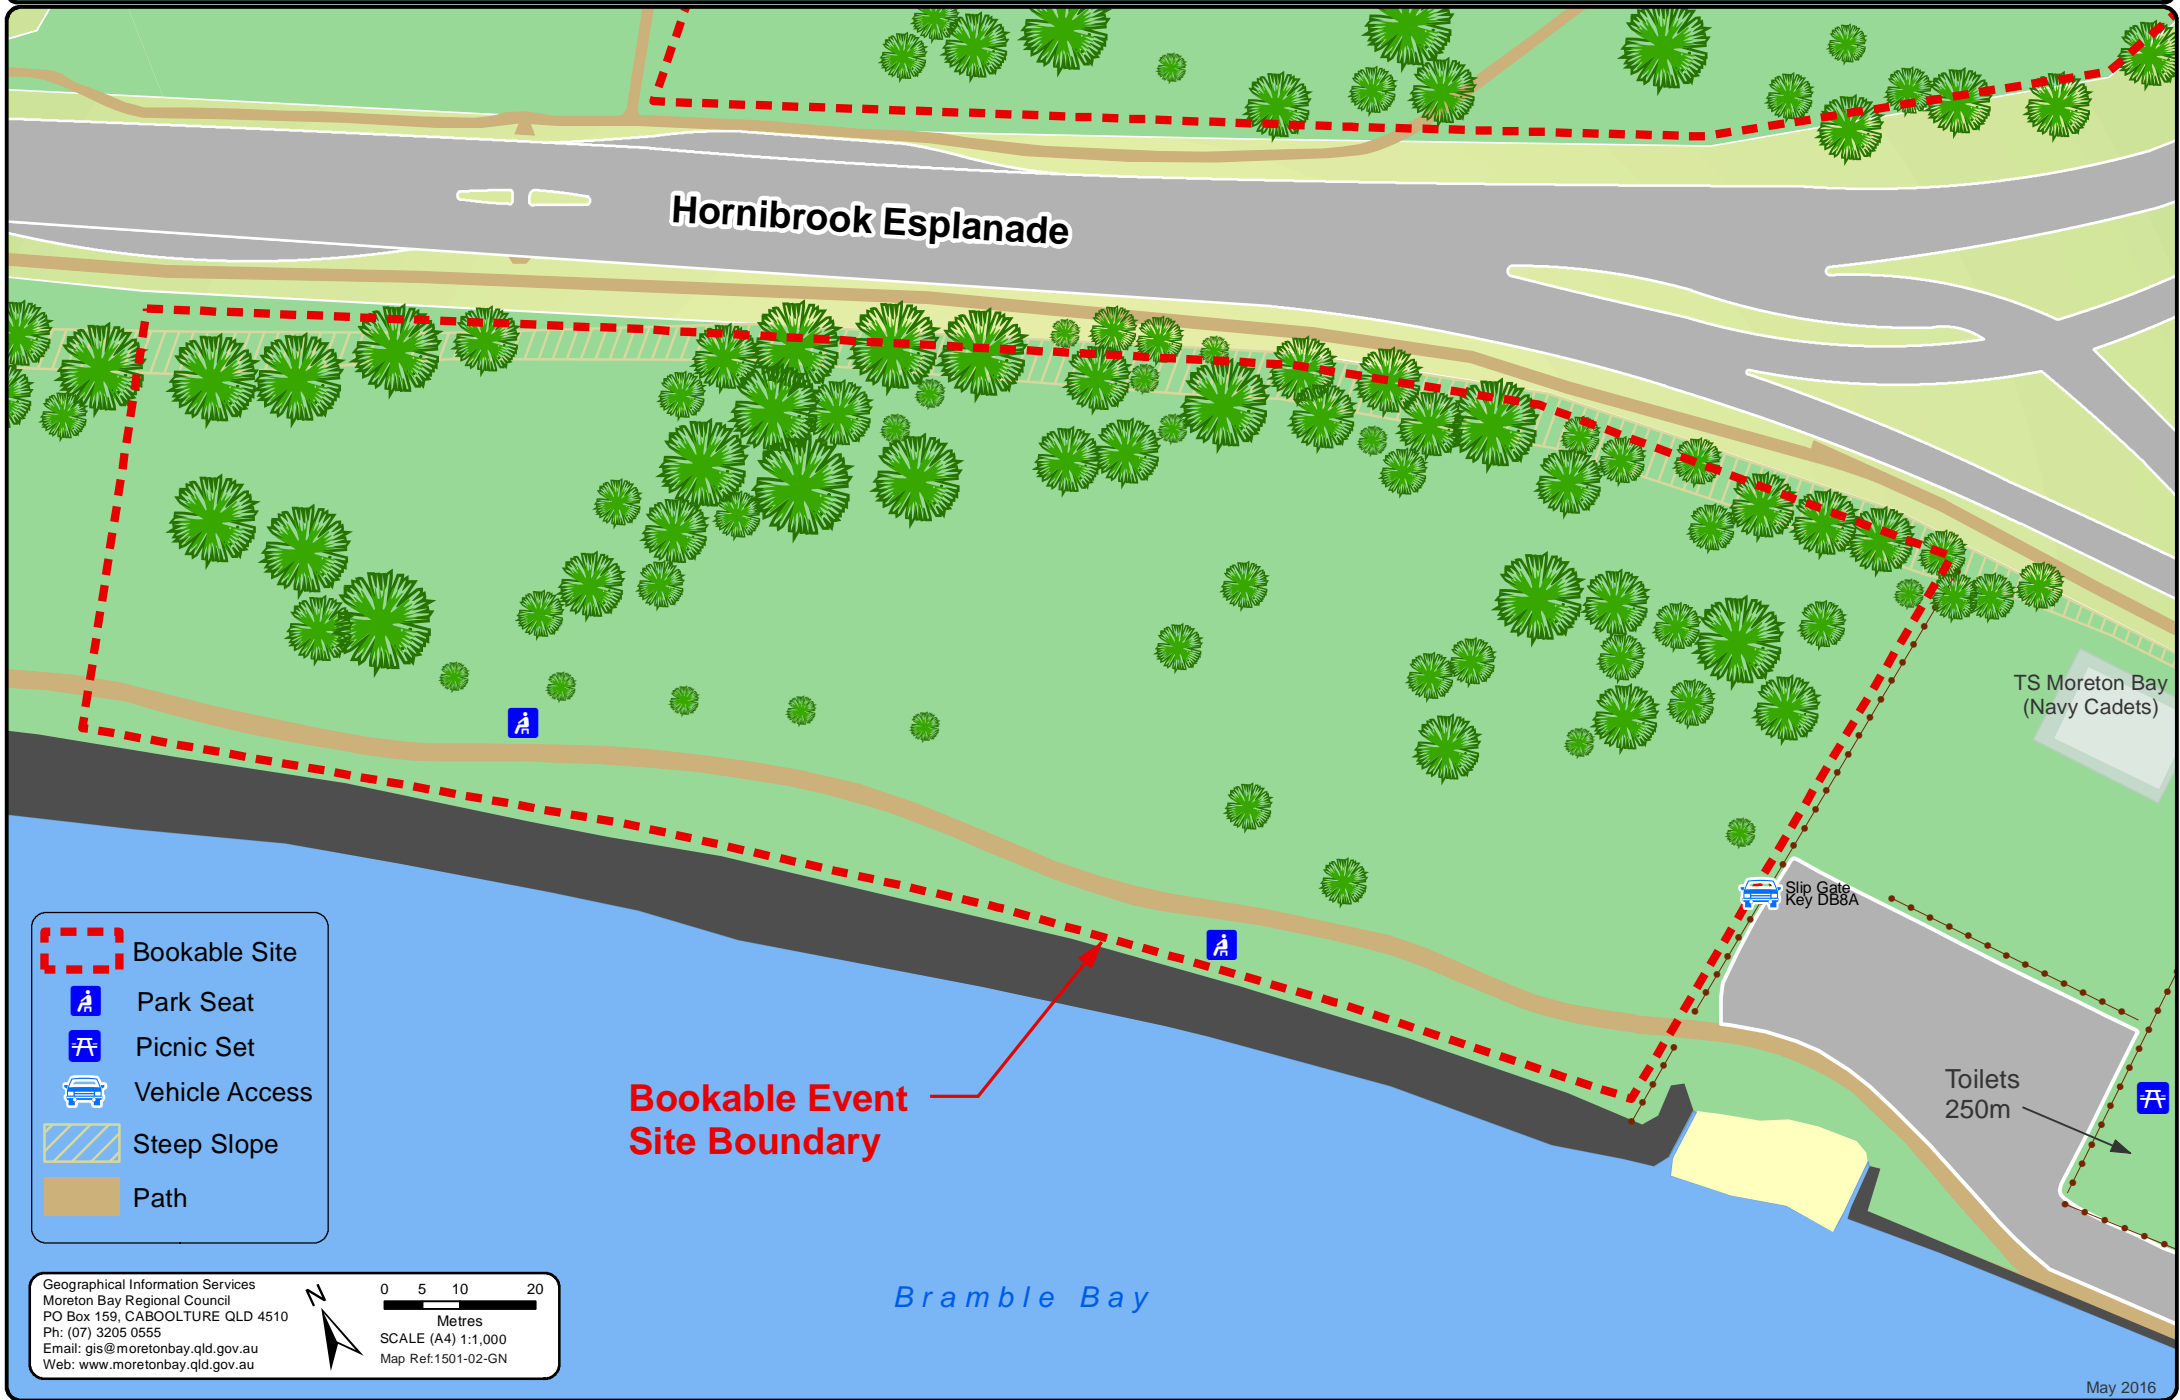 Hornibrook Esplanade
TS Moreton Bay
(Navy Cadets)
Slip Gate
Key DB8A
Bookable Site
Park Seat
Picnic Set
Vehicle Access
Steep Slope
Path
Bookable Event
Site Boundary
Toilets
250m
Bramble Bay
Geographical Information Services
Moreton Bay Regional Council
PO Box 159, CABOOLTURE QLD 4510
Ph: (07) 3205 0555
Email: gis@moretonbay.qld.gov.au
Web: www.moretonbay.qld.gov.au
N
0 5 10 20
Metres
SCALE (A4) 1:1,000
Map Ref:1501-02-GN
May 2016